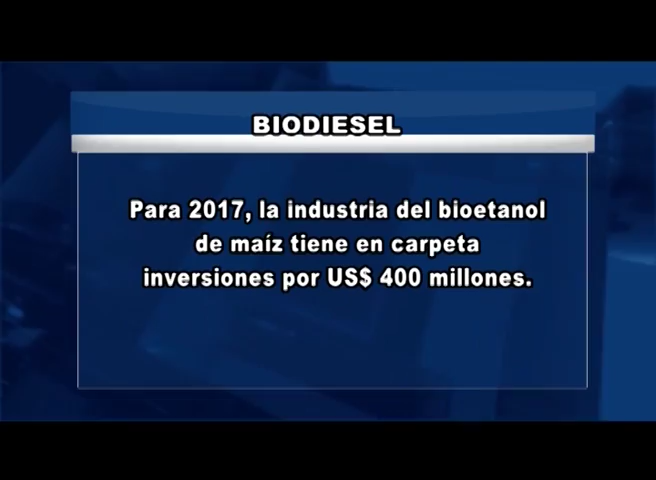 BIODIESEL
Para 2017, la industria del bioetanol
de maíz tiene en carpeta
inversiones por US$ 400 millones.